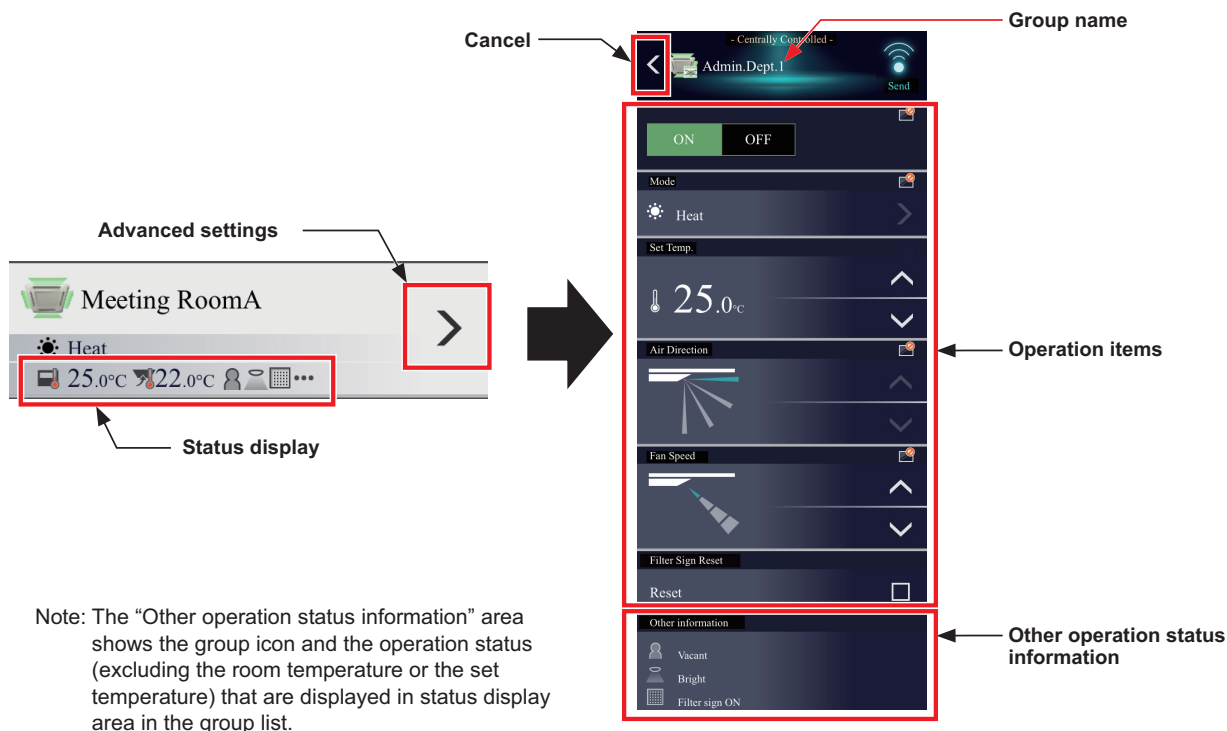 Group name
Cancel
- Centrally Controlled -
Admin.Dept.1
Send
ON OFF
Mode
Heat
Advanced settings
Set Temp.
Meeting RoomA
25.0°C
Heat
Air Direction
Operation items
25.0°C 22.0°C •••
Status display
Fan Speed
Filter Sign Reset
Reset
Note: The “Other operation status information” area
shows the group icon and the operation status
(excluding the room temperature or the set
temperature) that are displayed in status display
area in the group list.
Other information
Vacant
Bright
Filter sign ON
Other operation status
information